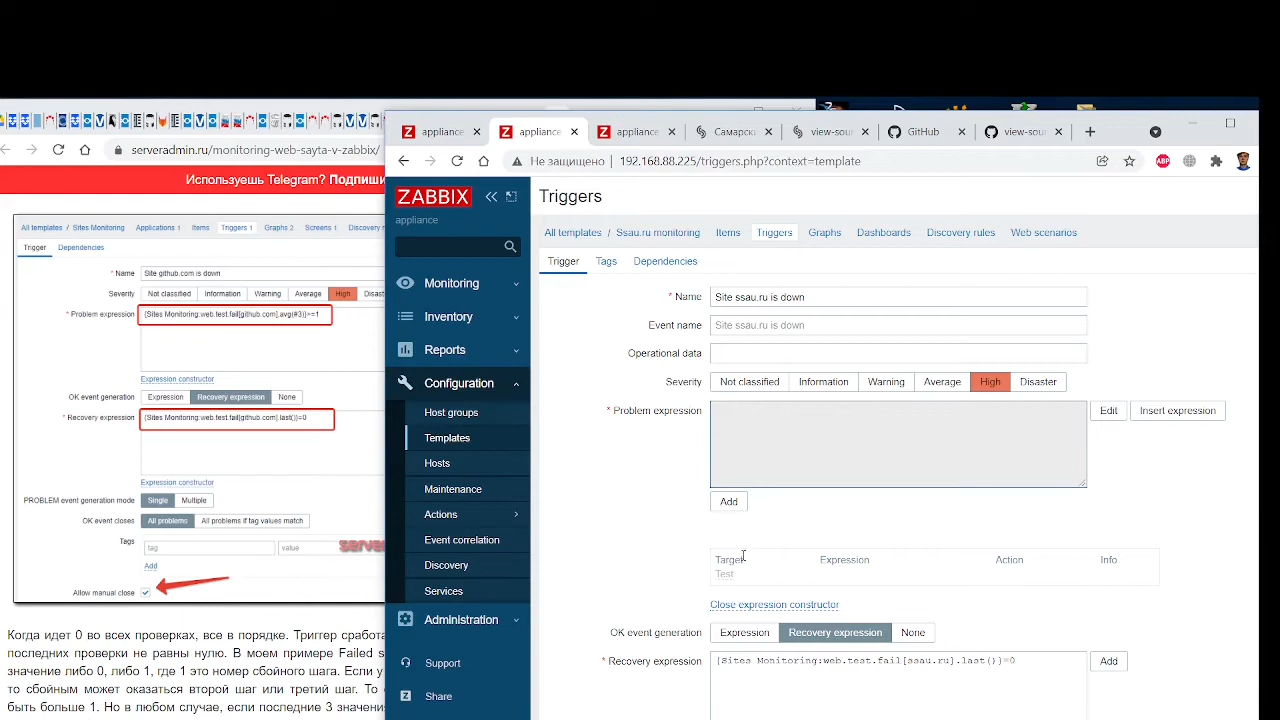 serveradmin.ru/monitoring-web-sayta-v-zabbix/
Используешь Telegram? Подпиши
All templates / Sites Monitoring Applications 1 Items Triggers 1 Graphs 2 Screens 1 Discovery r
Trigger Dependencies
* Name Site github.com is down
Severity Not classified Information Warning Average High Disaster
* Problem expression {Sites Monitoring:web.test.fail[github.com].avg(#3)}>=1
Expression constructor
OK event generation Expression Recovery expression None
* Recovery expression {Sites Monitoring:web.test.fail[github.com].last()}=0
Expression constructor
PROBLEM event generation mode Single Multiple
OK event closes All problems All problems if tag values match
Tags tag value
server
Add
Allow manual close
Когда идет 0 во всех проверках, все в порядке. Триггер сработа
последних проверки не равны нулю. В моем примере Failed s
значение либо 0, либо 1, где 1 это номер сбойного шага. Если у
то сбойным может оказаться второй или третий шаг. То
быть больше 1. Но в любом случае, если последние 3 значени
appliance appliance appliance Самарски view-sou GitHub view-sou
Не защищено 192.168.88.225/triggers.php?context=template
ABP
ZABBIX
appliance
Monitoring
Inventory
Reports
Configuration
Host groups
Templates
Hosts
Maintenance
Actions
Event correlation
Discovery
Services
Administration
Support
Share
Triggers
All templates / Ssau.ru monitoring Items Triggers Graphs Dashboards Discovery rules Web scenarios
Trigger Tags Dependencies
* Name Site ssau.ru is down
Event name Site ssau.ru is down
Operational data
Severity Not classified Information Warning Average High Disaster
* Problem expression Edit Insert expression
Add
Target Expression Action Info
Test
Close expression constructor
OK event generation Expression Recovery expression None
* Recovery expression {Sites Monitoring:web.test.fail[ssau.ru].last()}=0 Add